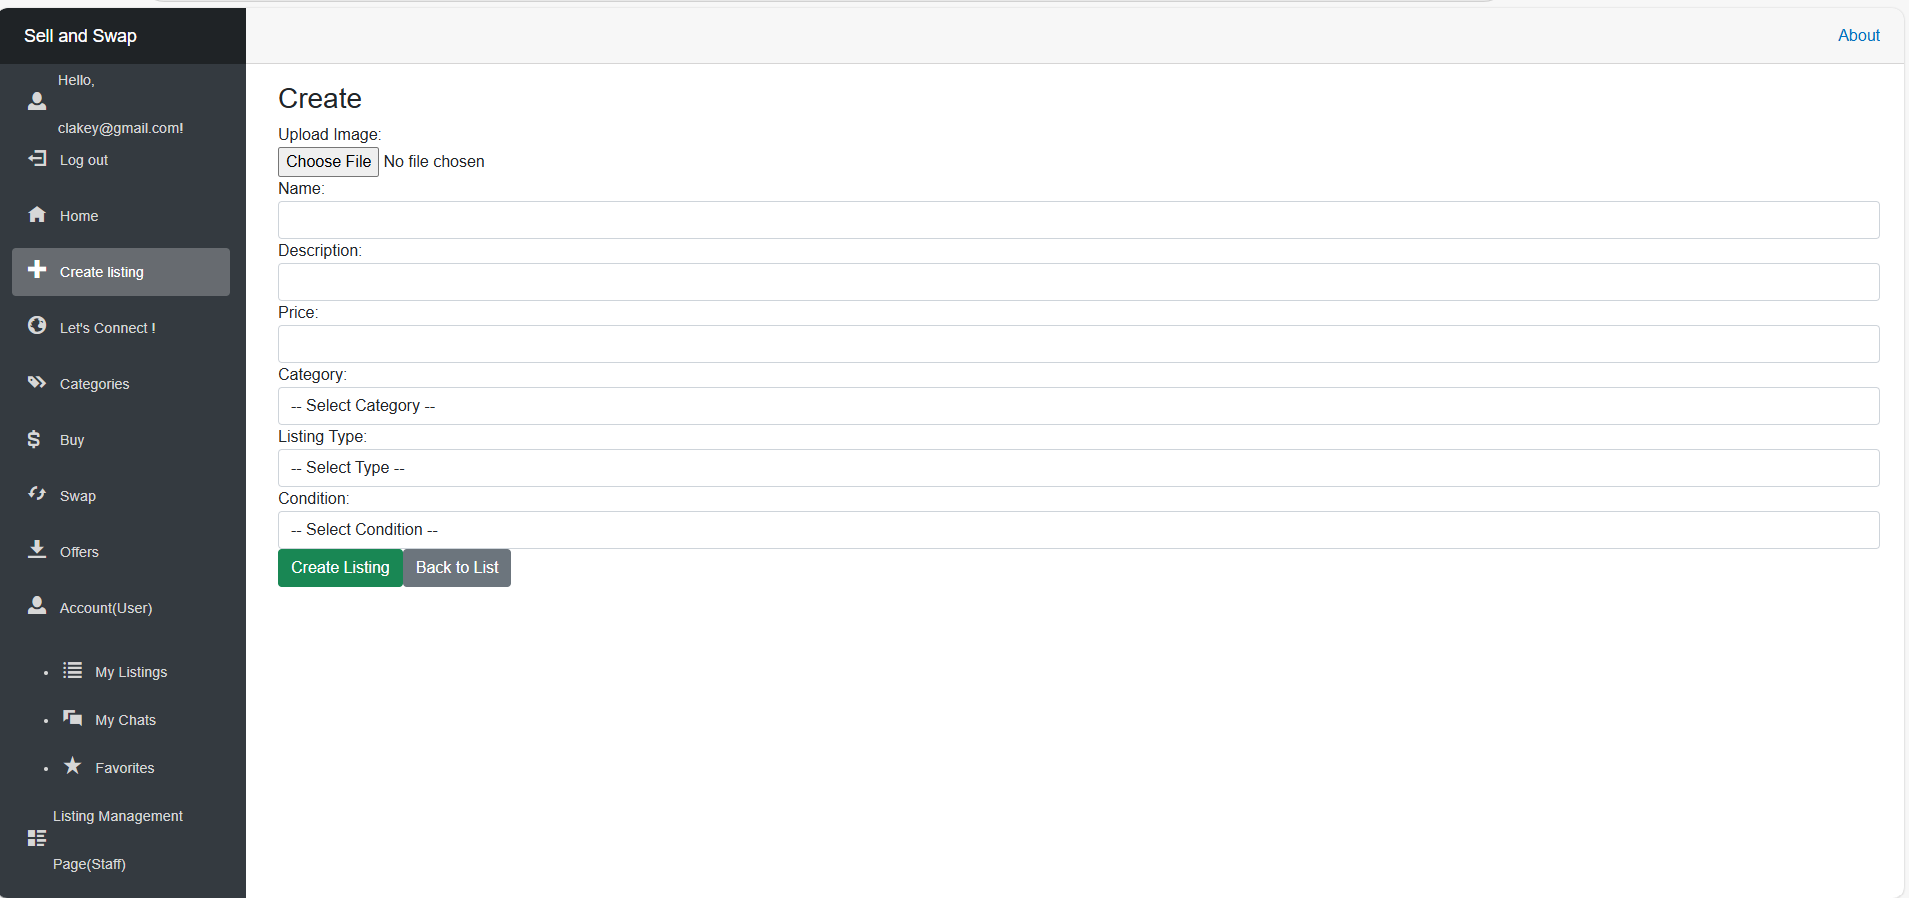 Sell and Swap
About
Hello,
clakey@gmail.com!
Log out
Home
Create listing
Let's Connect !
Categories
Buy
Swap
Offers
Account(User)
My Listings
My Chats
Favorites
Listing Management
Page(Staff)
Create
Upload Image:
Choose File No file chosen
Name:
Description:
Price:
Category:
-- Select Category --
Listing Type:
-- Select Type --
Condition:
-- Select Condition --
Create Listing Back to List